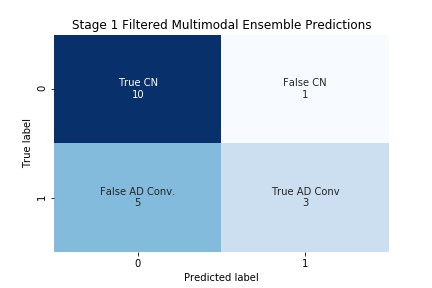 Stage 1 Filtered Multimodal Ensemble Predictions
True label
0
True CN
10
False CN
1
1
False AD Conv.
5
True AD Conv
3
0
1
Predicted label